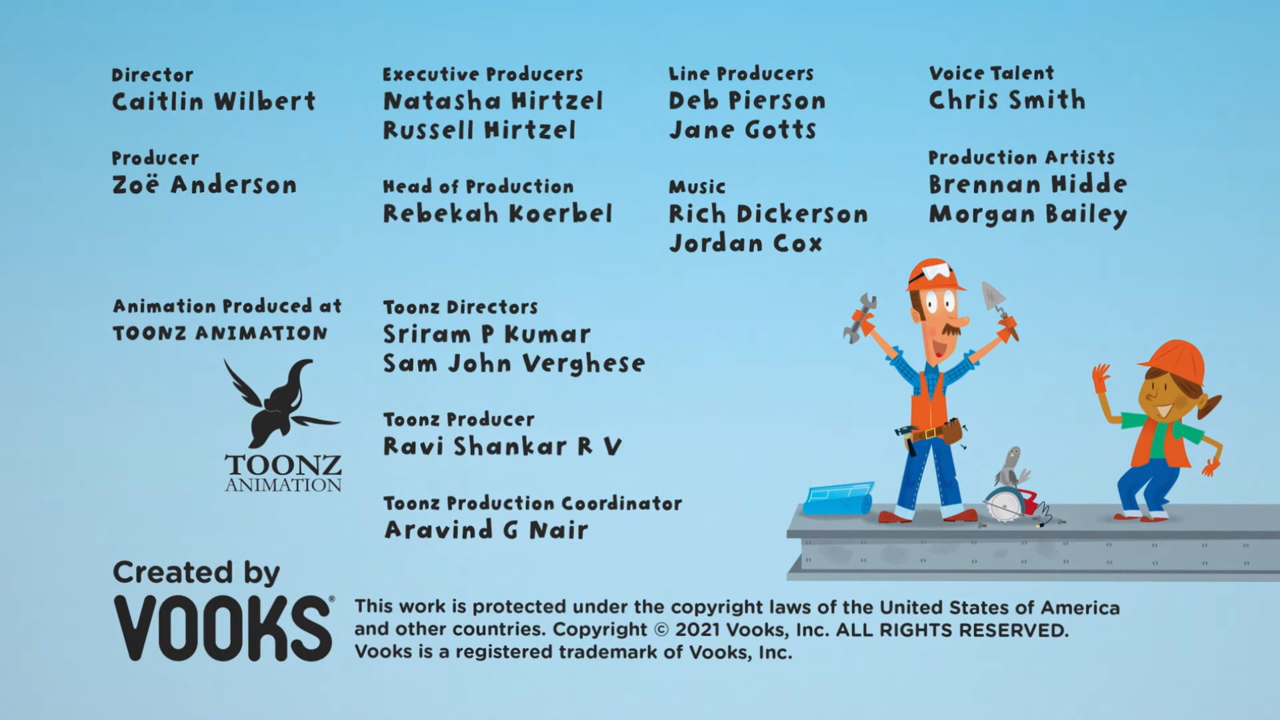 Director
Caitlin Wilbert
Producer
Zoë Anderson
Executive Producers
Natasha Hirtzel
Russell Hirtzel
Head of Production
Rebekah Koerbel
Line Producers
Deb Pierson
Jane Gotts
Music
Rich Dickerson
Jordan Cox
Voice Talent
Chris Smith
Production Artists
Brennan Hidde
Morgan Bailey
Animation Produced at
TOONZ ANIMATION
TOONZ
ANIMATION
Toonz Directors
Sriram P Kumar
Sam John Verghese
Toonz Producer
Ravi Shankar R V
Toonz Production Coordinator
Aravind G Nair
Created by
VOOKS®
This work is protected under the copyright laws of the United States of America
and other countries. Copyright © 2021 Vooks, Inc. ALL RIGHTS RESERVED.
Vooks is a registered trademark of Vooks, Inc.